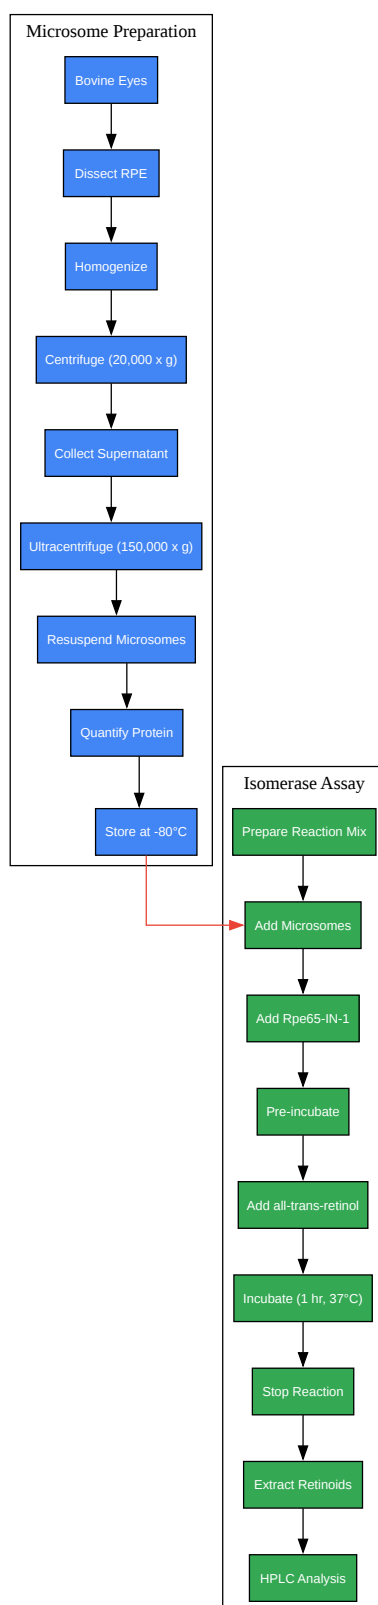 Microsome Preparation
Bovine Eyes
Dissect RPE
Homogenize
Centrifuge (20,000 x g)
Collect Supernatant
Ultracentrifuge (150,000 x g)
Resuspend Microsomes
Quantify Protein
Store at -80°C
Isomerase Assay
Prepare Reaction Mix
Add Microsomes
Add Rpe65-IN-1
Pre-incubate
Add all-trans-retinol
Incubate (1 hr, 37°C)
Stop Reaction
Extract Retinoids
HPLC Analysis